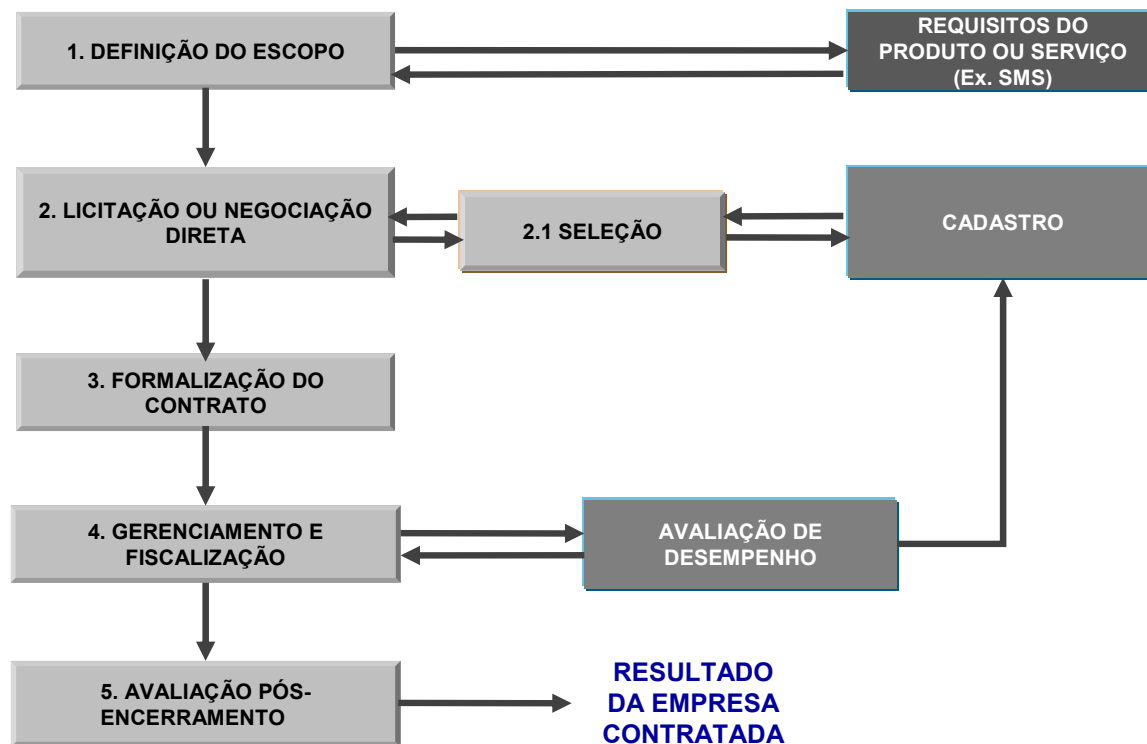 1. DEFINIÇÃO DO ESCOPO
REQUISITOS DO
PRODUTO OU SERVIÇO
(Ex. SMS)
2. LICITAÇÃO OU NEGOCIAÇÃO
DIRETA
2.1 SELEÇÃO
CADASTRO
3. FORMALIZAÇÃO DO
CONTRATO
4. GERENCIAMENTO E
FISCALIZAÇÃO
AVALIAÇÃO DE
DESEMPENHO
5. AVALIAÇÃO PÓS-
ENCERRAMENTO
RESULTADO
DA EMPRESA
CONTRATADA